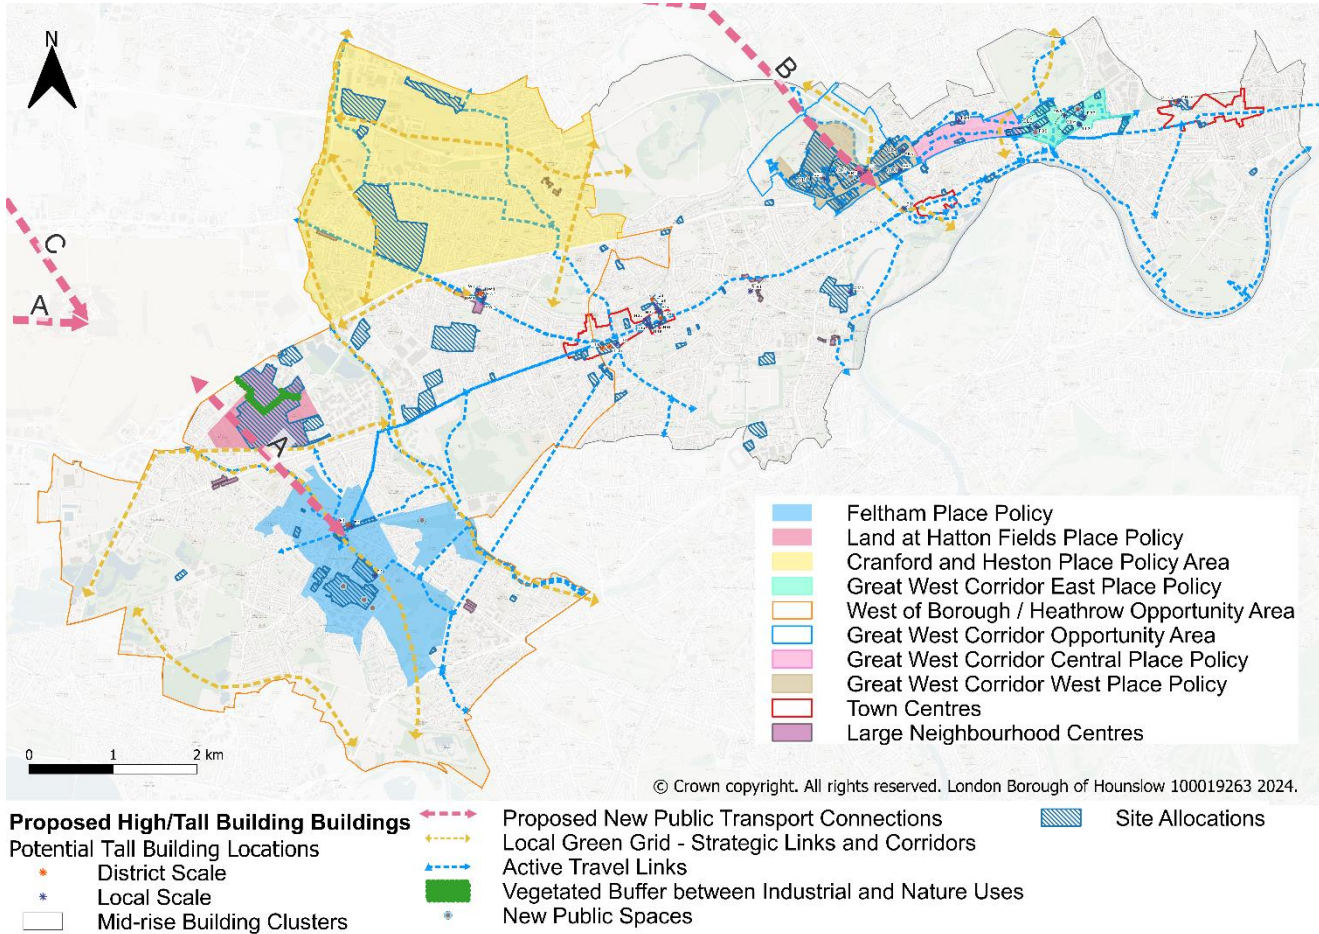 N
B
C
A
A
Feltham Place Policy
Land at Hatton Fields Place Policy
Cranford and Heston Place Policy Area
Great West Corridor East Place Policy
West of Borough / Heathrow Opportunity Area
Great West Corridor Opportunity Area
Great West Corridor Central Place Policy
Great West Corridor West Place Policy
Town Centres
Large Neighbourhood Centres
0 1 2 km
© Crown copyright. All rights reserved. London Borough of Hounslow 100019263 2024.
Proposed High/Tall Building Buildings
Potential Tall Building Locations
District Scale
Local Scale
Mid-rise Building Clusters
Proposed New Public Transport Connections
Local Green Grid - Strategic Links and Corridors
Active Travel Links
Vegetated Buffer between Industrial and Nature Uses
New Public Spaces
Site Allocations